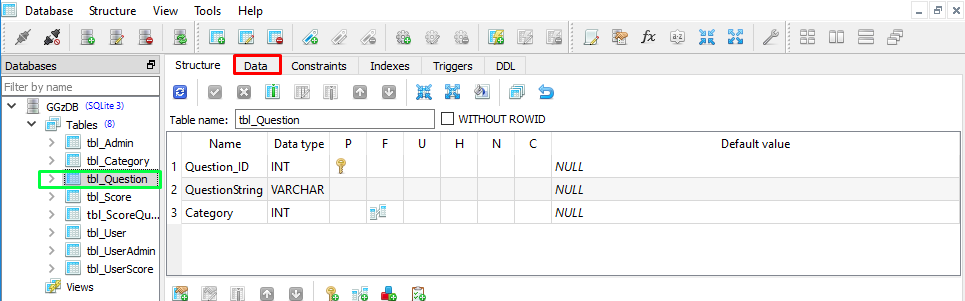 Database Structure View Tools Help
fx a·z
Databases
Structure Data Constraints Indexes Triggers DDL
Filter by name
GGzDB (SQLite 3)
Tables (8)
tbl_Admin
tbl_Category
tbl_Question
tbl_Score
tbl_ScoreQu...
tbl_User
tbl_UserAdmin
tbl_UserScore
Views
Table name: tbl_Question WITHOUT ROWID
Name Data type P F U H N C Default value
1 Question_ID INT NULL
2 QuestionString VARCHAR NULL
3 Category INT NULL